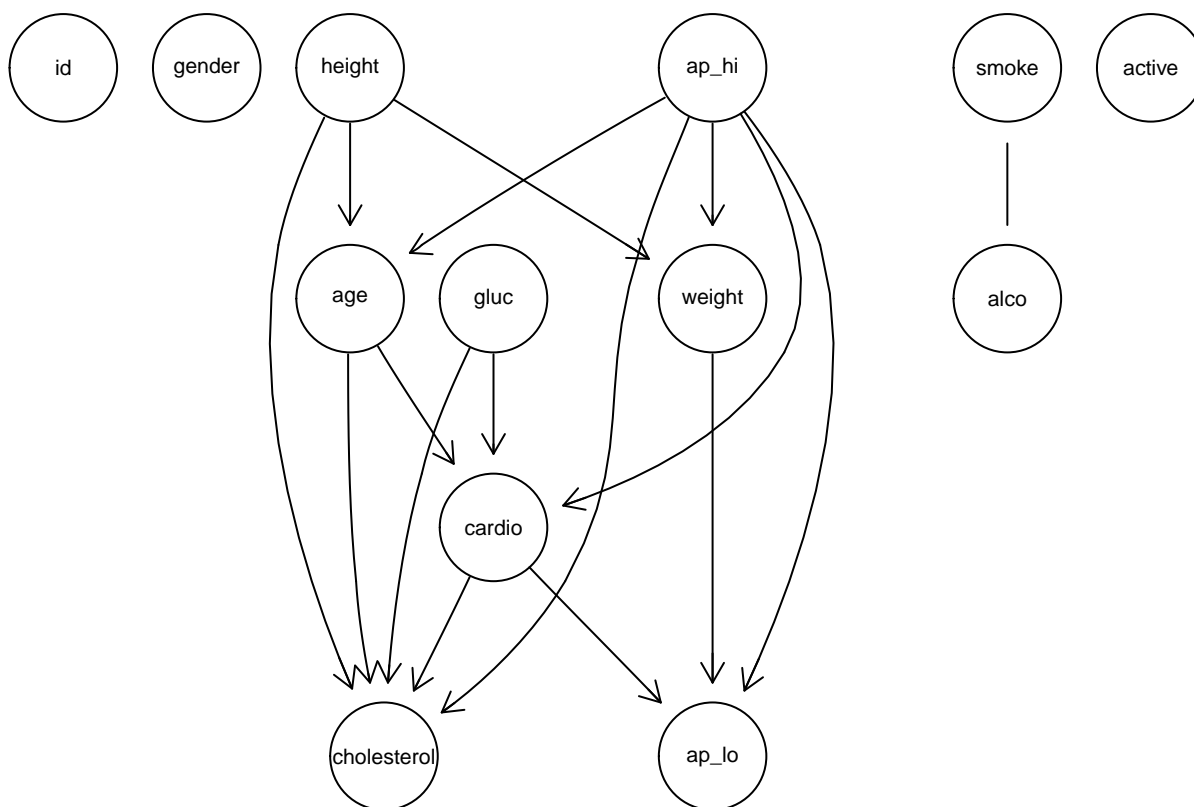 id
gender
height
ap_hi
smoke
active
age
gluc
weight
alco
cardio
cholesterol
ap_lo